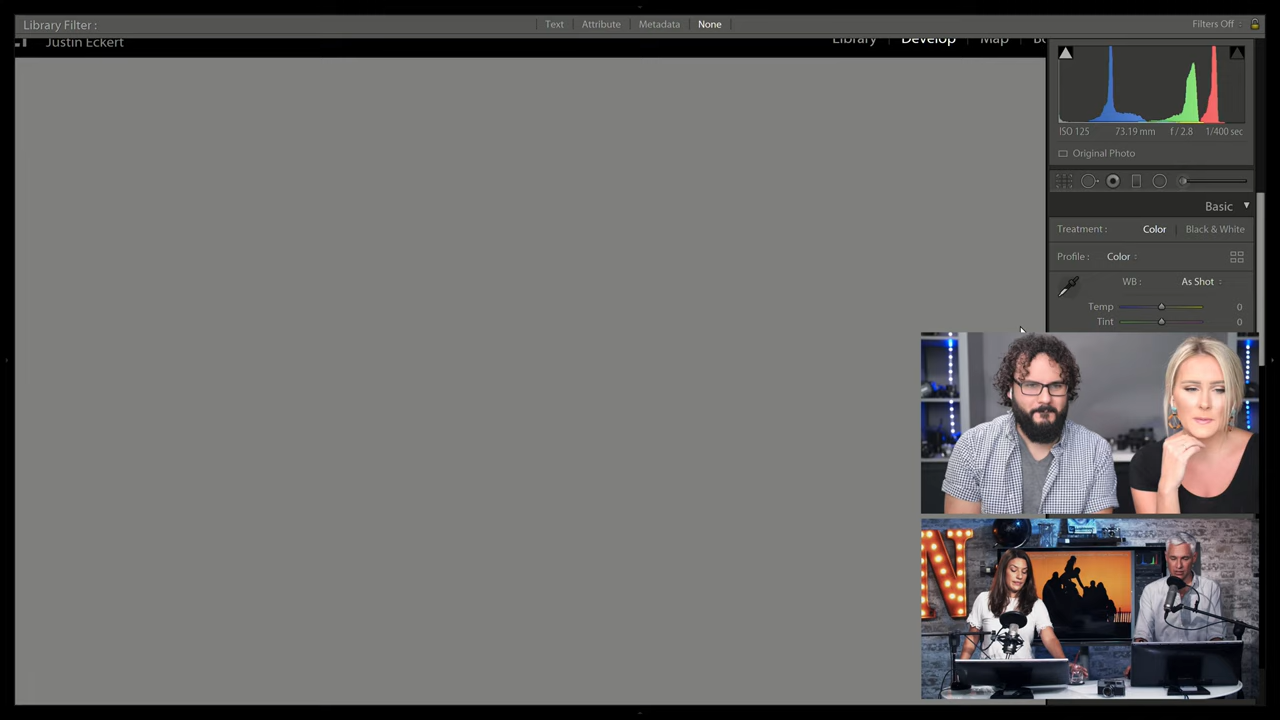 Library Filter :
Text
Attribute
Metadata
None
Filters Off
Justin Eckert
Library
Develop
Map
ISO 125
73.19 mm
f / 2.8
1/400 sec
Original Photo
Basic
Treatment :
Color
Black & White
Profile :
Color
WB :
As Shot
Temp
0
Tint
0
N